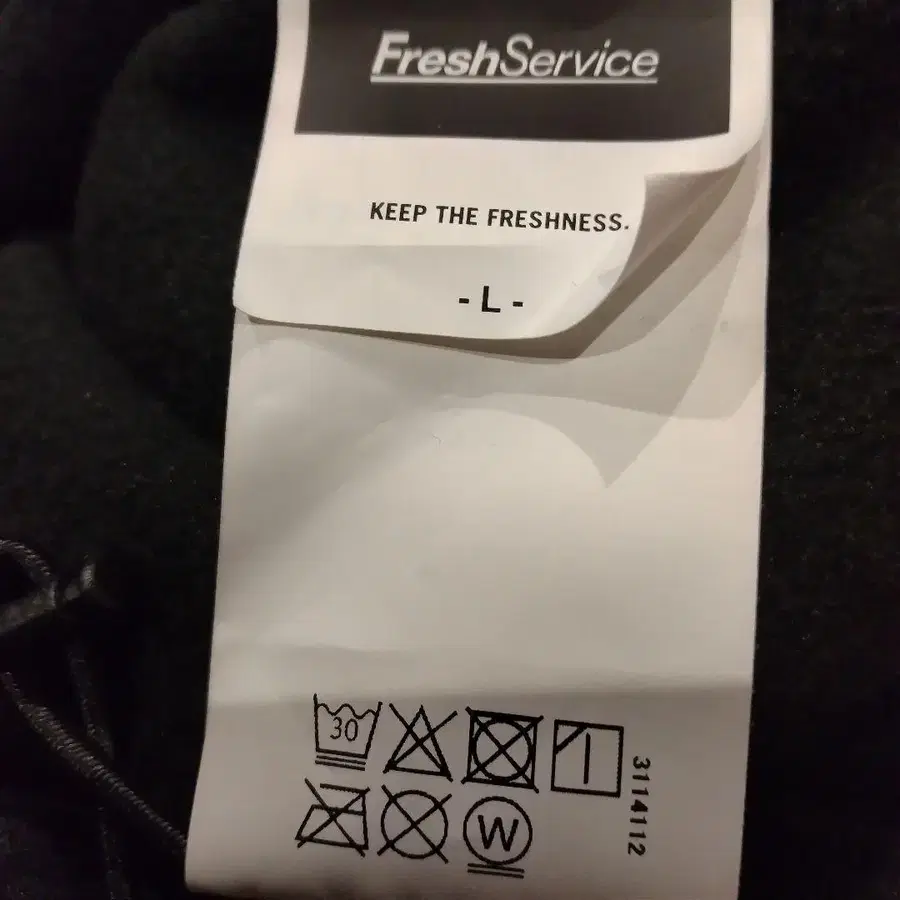 FreshService
KEEP THE FRESHNESS.
- L -
30
W
3114112